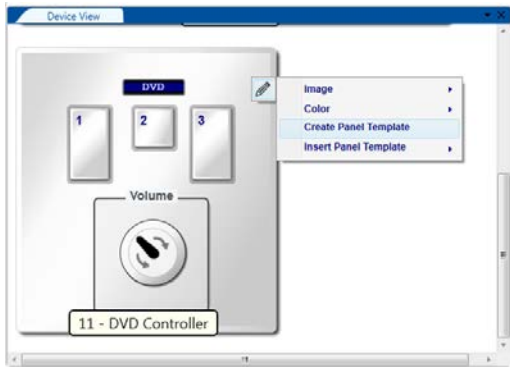 Device View
DVD
1
2
3
Image
Color
Create Panel Template
Insert Panel Template
Volume
11 - DVD Controller